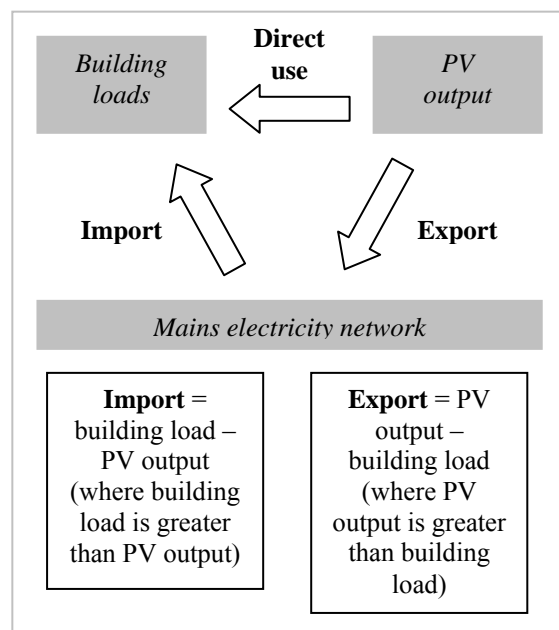 Building
loads
Direct
use
PV
output
Import
Export
Mains electricity network
Import =
building load –
PV output
(where building
load is greater
than PV output)
Export = PV
output –
building load
(where PV
output is greater
than building
load)